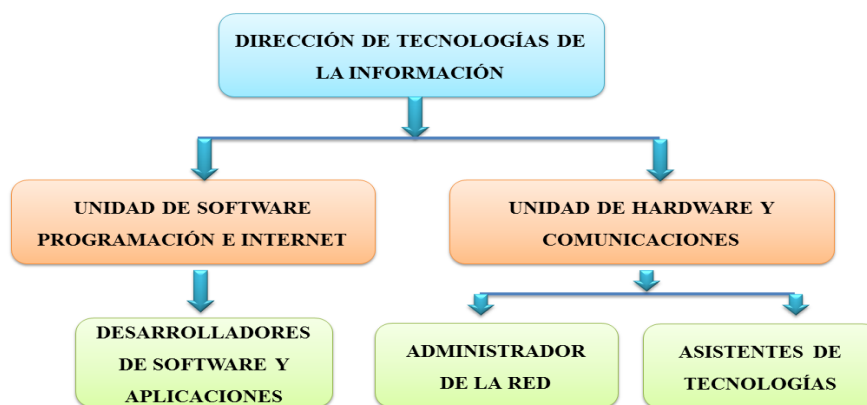 DIRECCIÓN DE TECNOLOGÍAS DE
LA INFORMACIÓN
UNIDAD DE SOFTWARE
PROGRAMACIÓN E INTERNET
UNIDAD DE HARDWARE Y
COMUNICACIONES
DESARROLLADORES
DE SOFTWARE Y
APLICACIONES
ADMINISTRADOR
DE LA RED
ASISTENTES DE
TECNOLOGÍAS